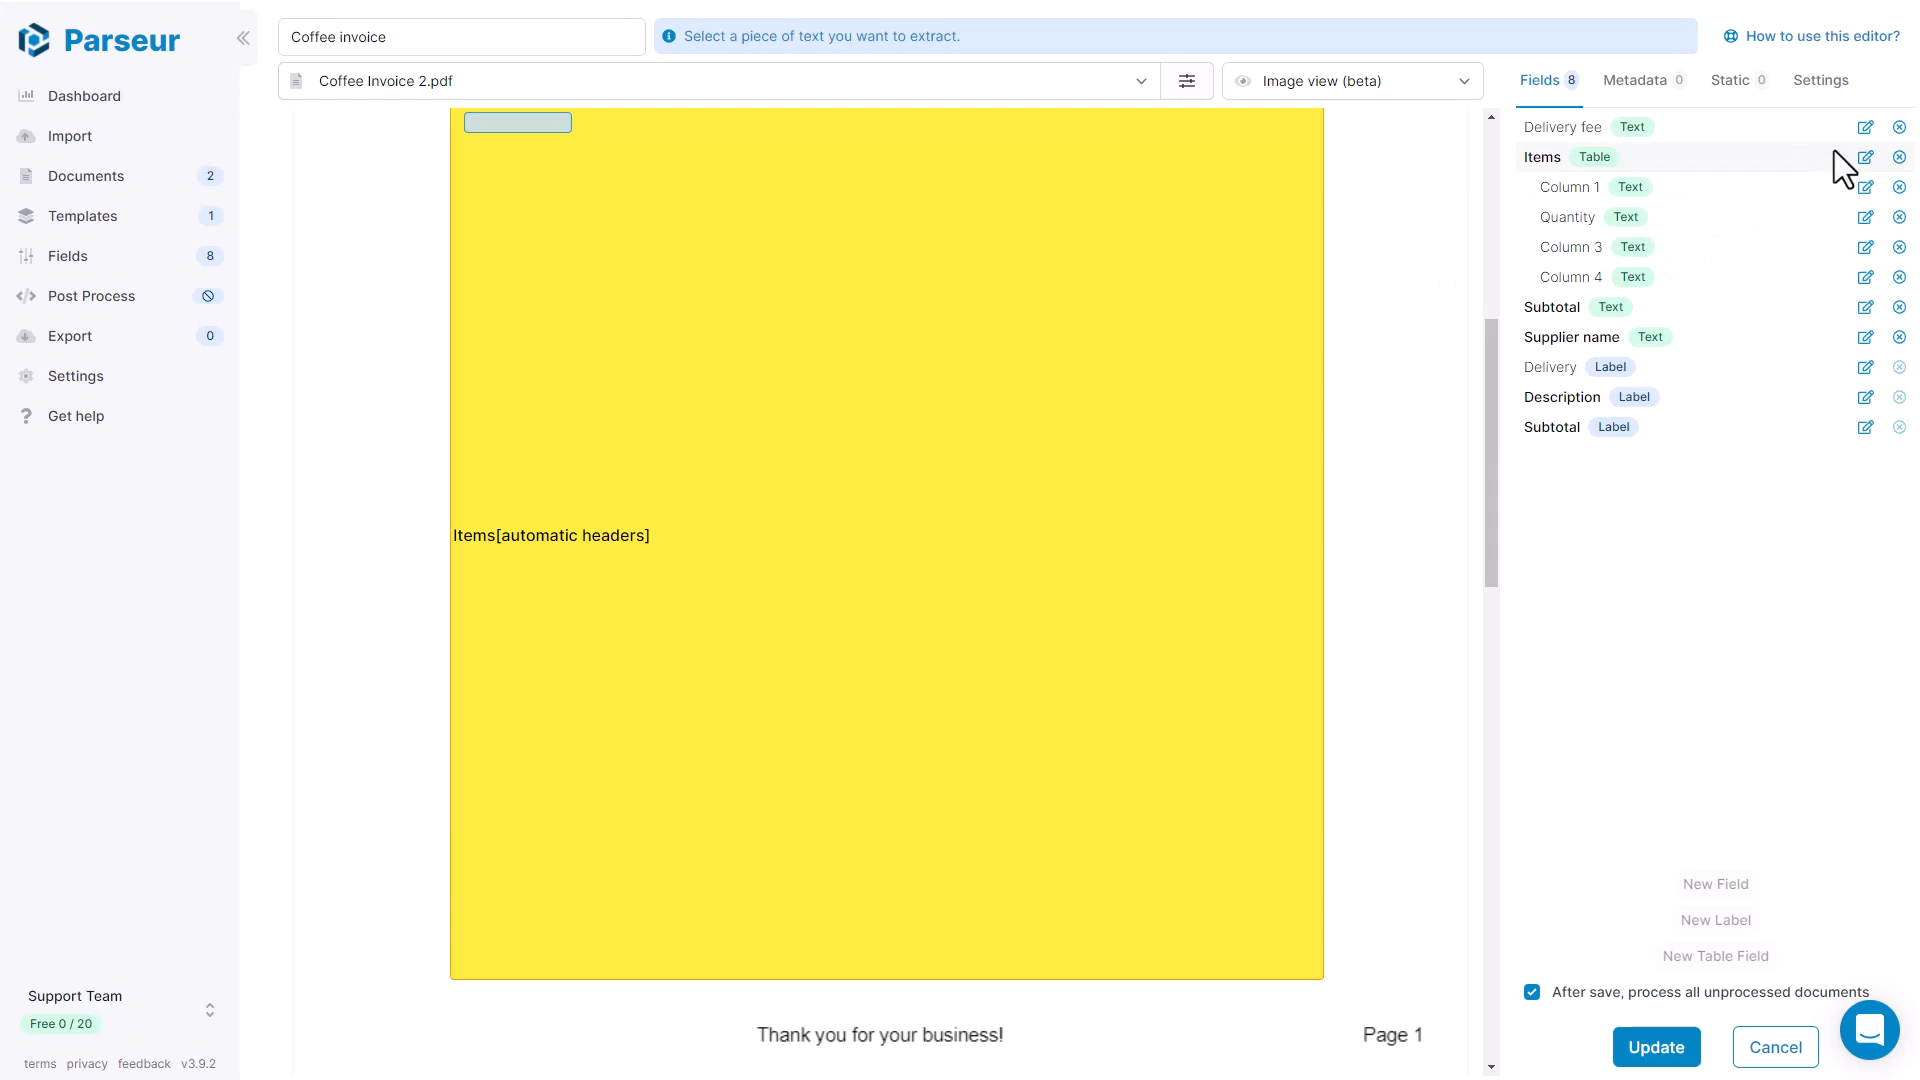 Parseur
Coffee invoice
Select a piece of text you want to extract.
How to use this editor?
Coffee Invoice 2.pdf
Image view (beta)
Fields 8
Metadata 0
Static 0
Settings
Dashboard
Import
Documents 2
Templates 1
Fields 8
Post Process
Export 0
Settings
Get help
Items[automatic headers]
Thank you for your business!
Page 1
Delivery fee Text
Items Table
Column 1 Text
Quantity Text
Column 3 Text
Column 4 Text
Subtotal Text
Supplier name Text
Delivery Label
Description Label
Subtotal Label
New Field
New Label
New Table Field
After save, process all unprocessed documents
Update
Cancel
Support Team
Free 0 / 20
terms privacy feedback v3.9.2